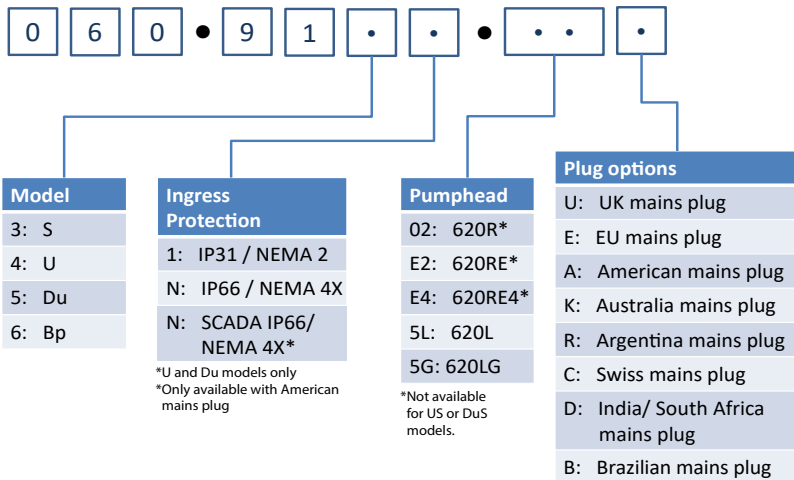 0 6 0 • 9 1 • • • • • •
Model
3: S
4: U
5: Du
6: Bp
Ingress
Protection
1: IP31 / NEMA 2
N: IP66 / NEMA 4X
N: SCADA IP66/
NEMA 4X*
*U and Du models only
*Only available with American
mains plug
Pumphead
02: 620R*
E2: 620RE*
E4: 620RE4*
5L: 620L
5G: 620LG
*Not available
for US or DuS
models.
Plug options
U: UK mains plug
E: EU mains plug
A: American mains plug
K: Australia mains plug
R: Argentina mains plug
C: Swiss mains plug
D: India/ South Africa
mains plug
B: Brazilian mains plug